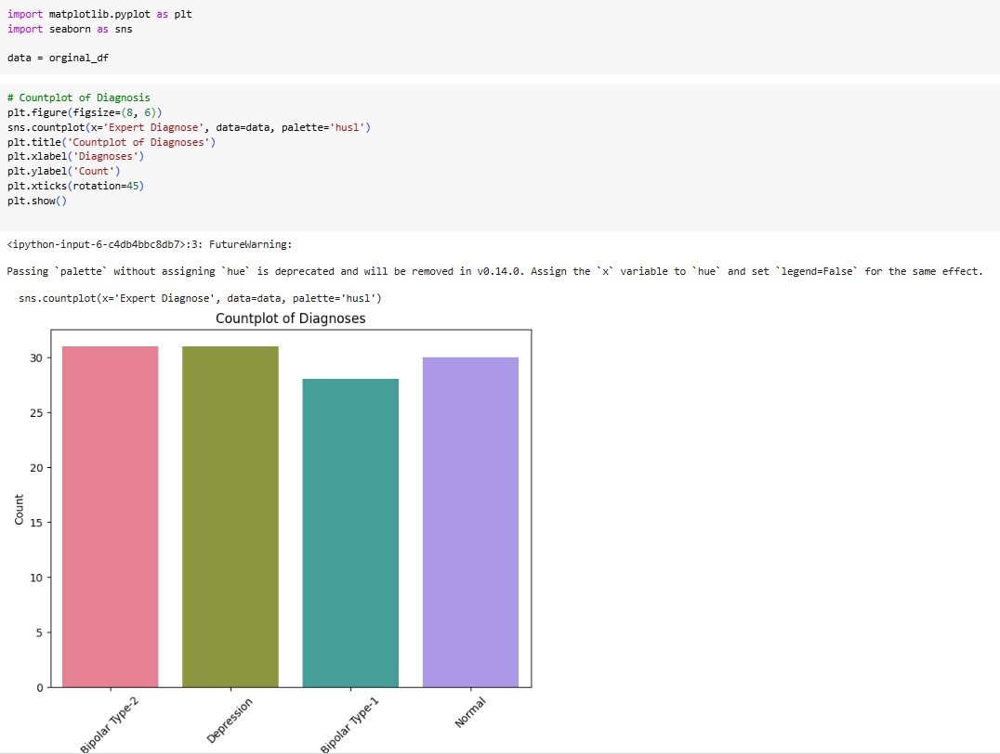 import matplotlib.pyplot as plt
import seaborn as sns
data = orginal_df
# Countplot of Diagnosis
plt.figure(figsize=(8, 6))
sns.countplot(x='Expert Diagnose', data=data, palette='husl')
plt.title('Countplot of Diagnoses')
plt.xlabel('Diagnoses')
plt.ylabel('Count')
plt.xticks(rotation=45)
plt.show()
<ipython-input-6-c4db4bbc8db7>:3: FutureWarning:
Passing `palette` without assigning `hue` is deprecated and will be removed in v0.14.0. Assign the `x` variable to `hue` and set `legend=False` for the same effect.
sns.countplot(x='Expert Diagnose', data=data, palette='husl')
Countplot of Diagnoses
30
25
20
15
10
5
0
Count
Bipolar Type-2
Depression
Bipolar Type-1
Normal